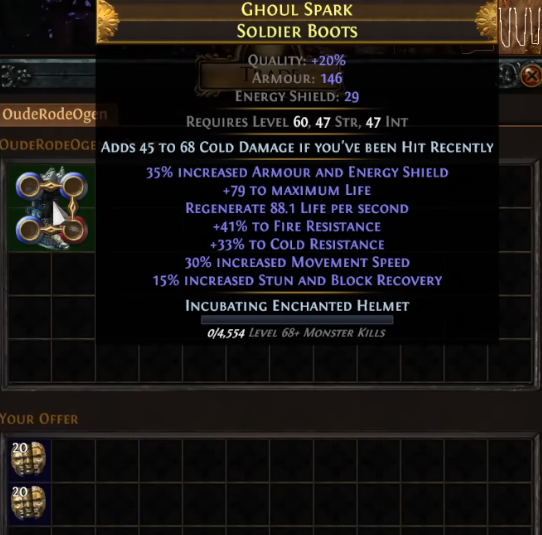 Ghoul Spark
Soldier Boots
Quality: +20%
Armour: 146
Energy Shield: 29
Requires Level 60, 47 Str, 47 Int
Adds 45 to 68 Cold Damage if you've been Hit Recently
35% increased Armour and Energy Shield
+79 to maximum Life
Regenerate 88.1 Life per second
+41% to Fire Resistance
+33% to Cold Resistance
30% increased Movement Speed
15% increased Stun and Block Recovery
Incubating Enchanted Helmet
0/4,554 Level 68+ Monster Kills
OudeRodeOgen
OudeRodeOge
Your Offer
20
20